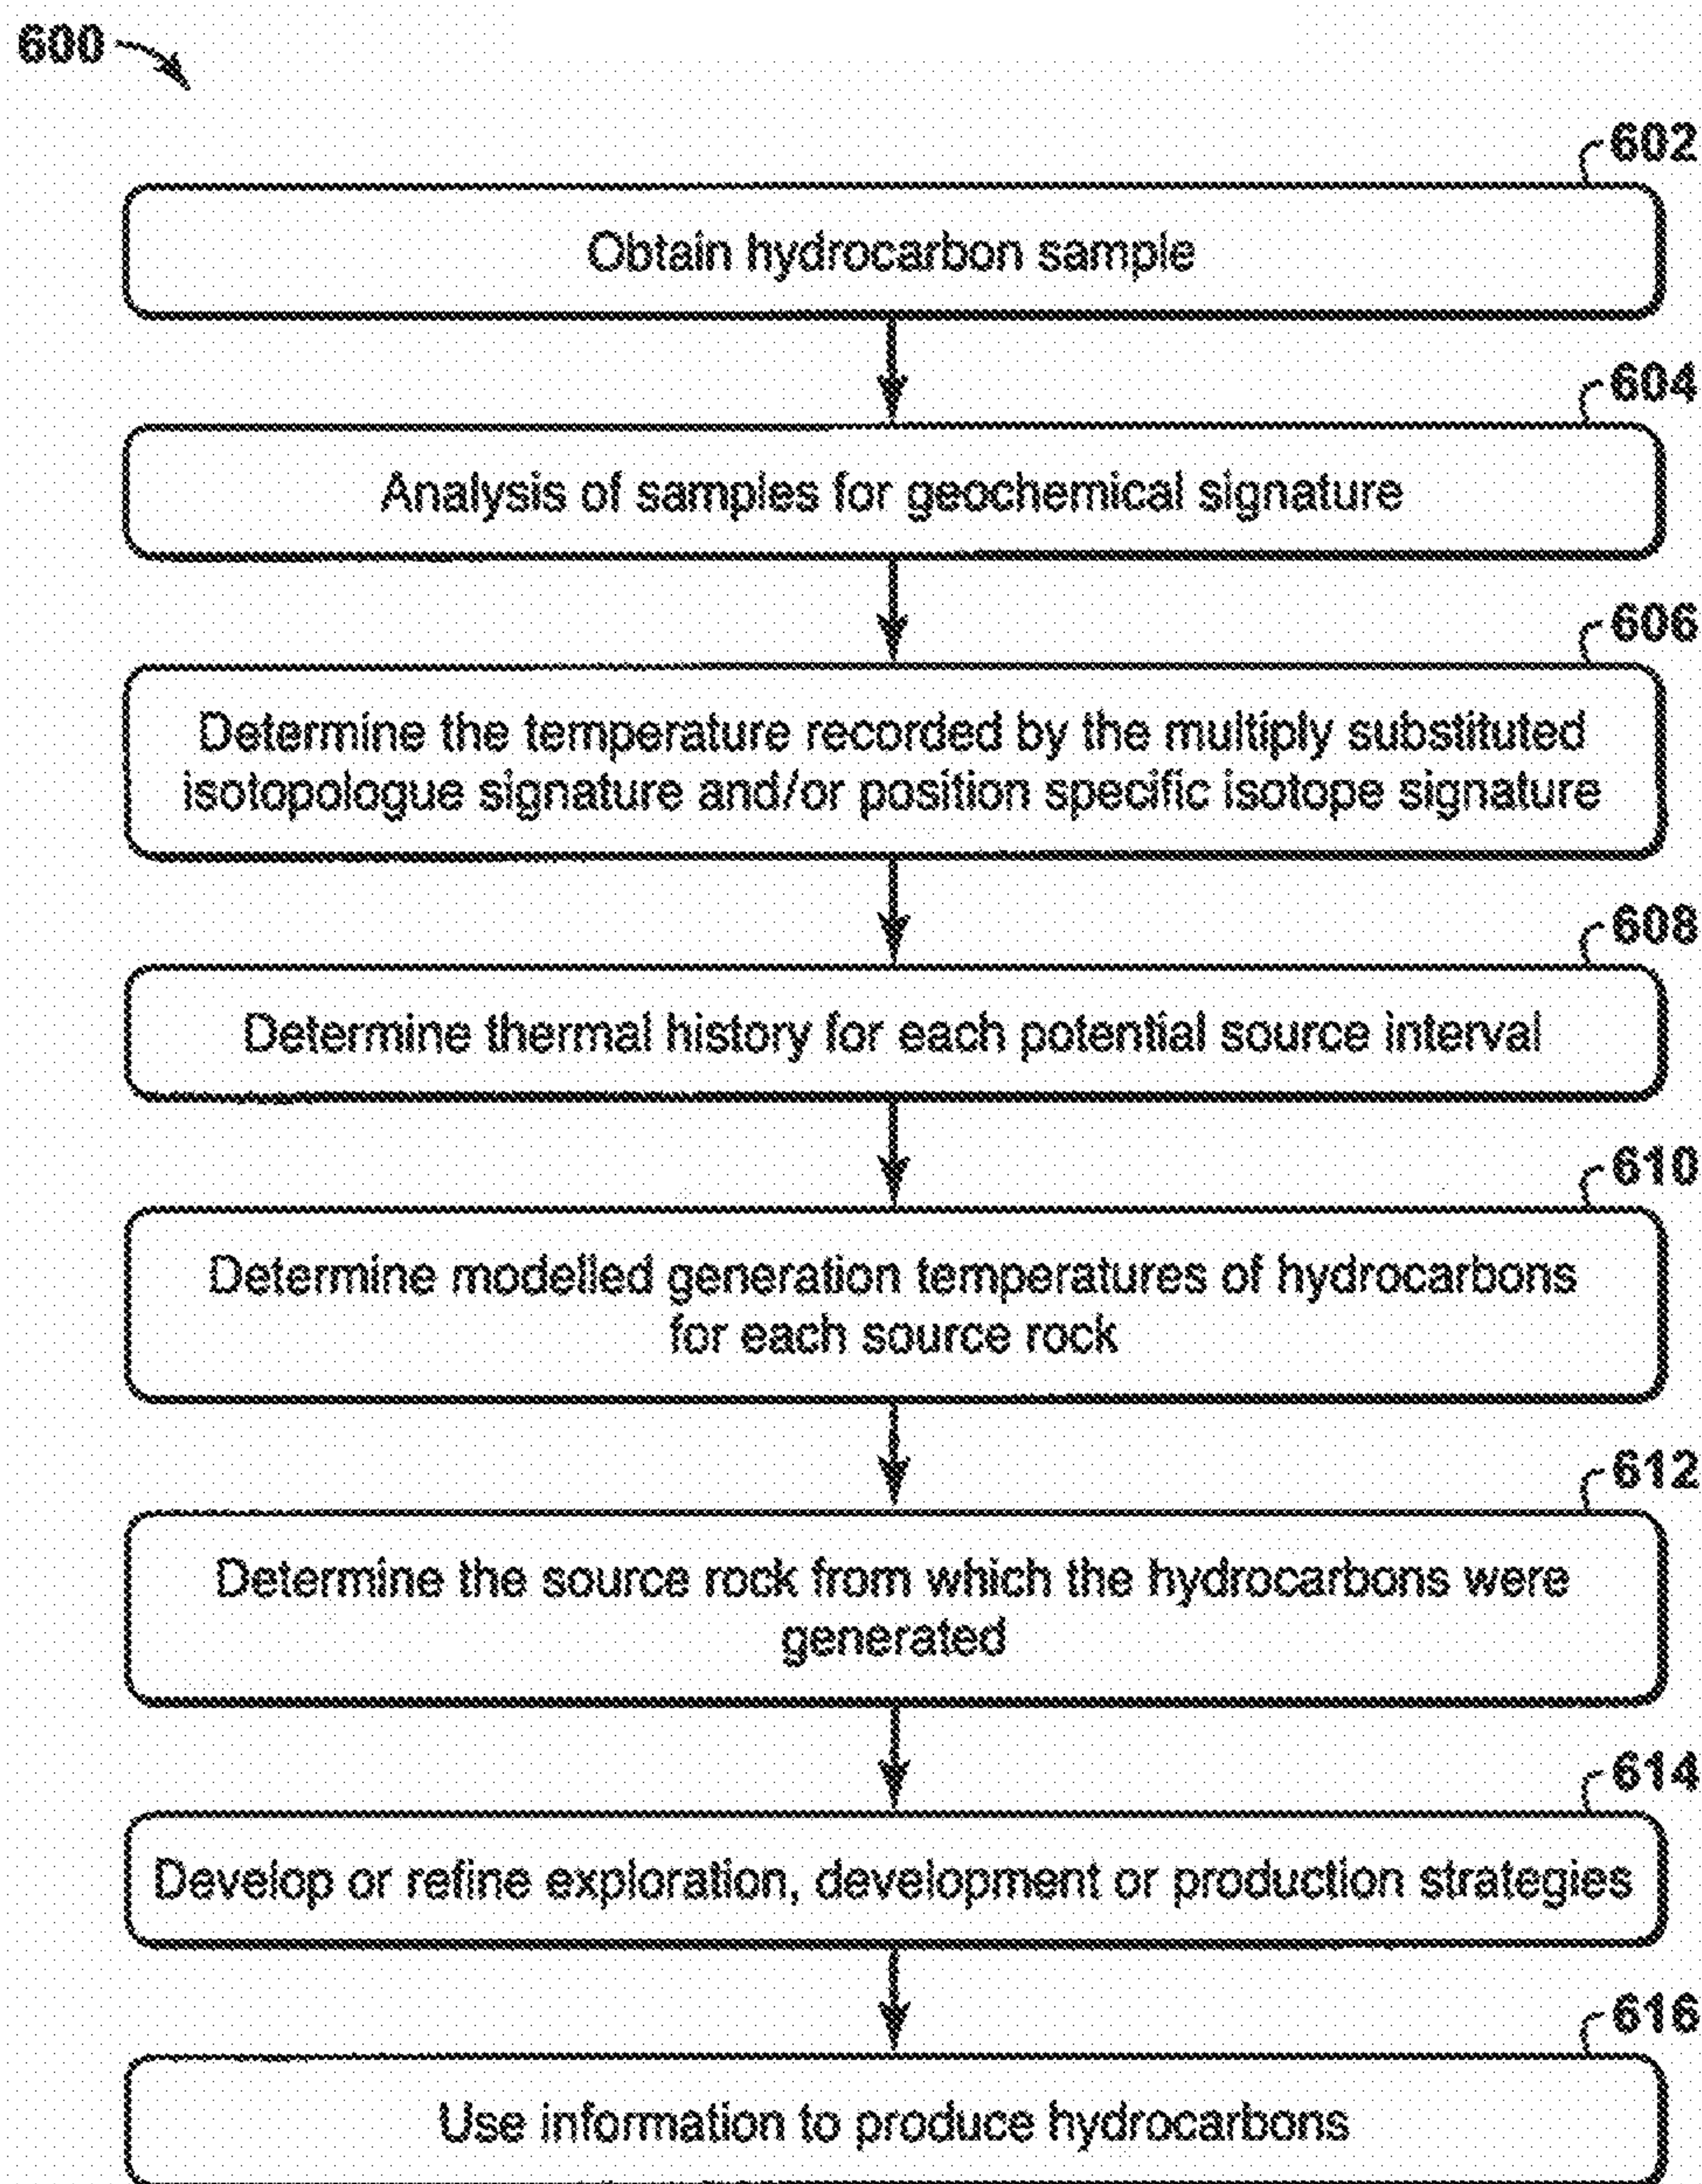 600
602
Obtain hydrocarbon sample
604
Analysis of samples for geochemical signature
606
Determine the temperature recorded by the multiply substituted
isotopologue signature and/or position specific isotope signature
608
Determine thermal history for each potential source interval
610
Determine modelled generation temperatures of hydrocarbons
for each source rock
612
Determine the source rock from which the hydrocarbons were
generated
614
Develop or refine exploration, development or production strategies
616
Use information to produce hydrocarbons